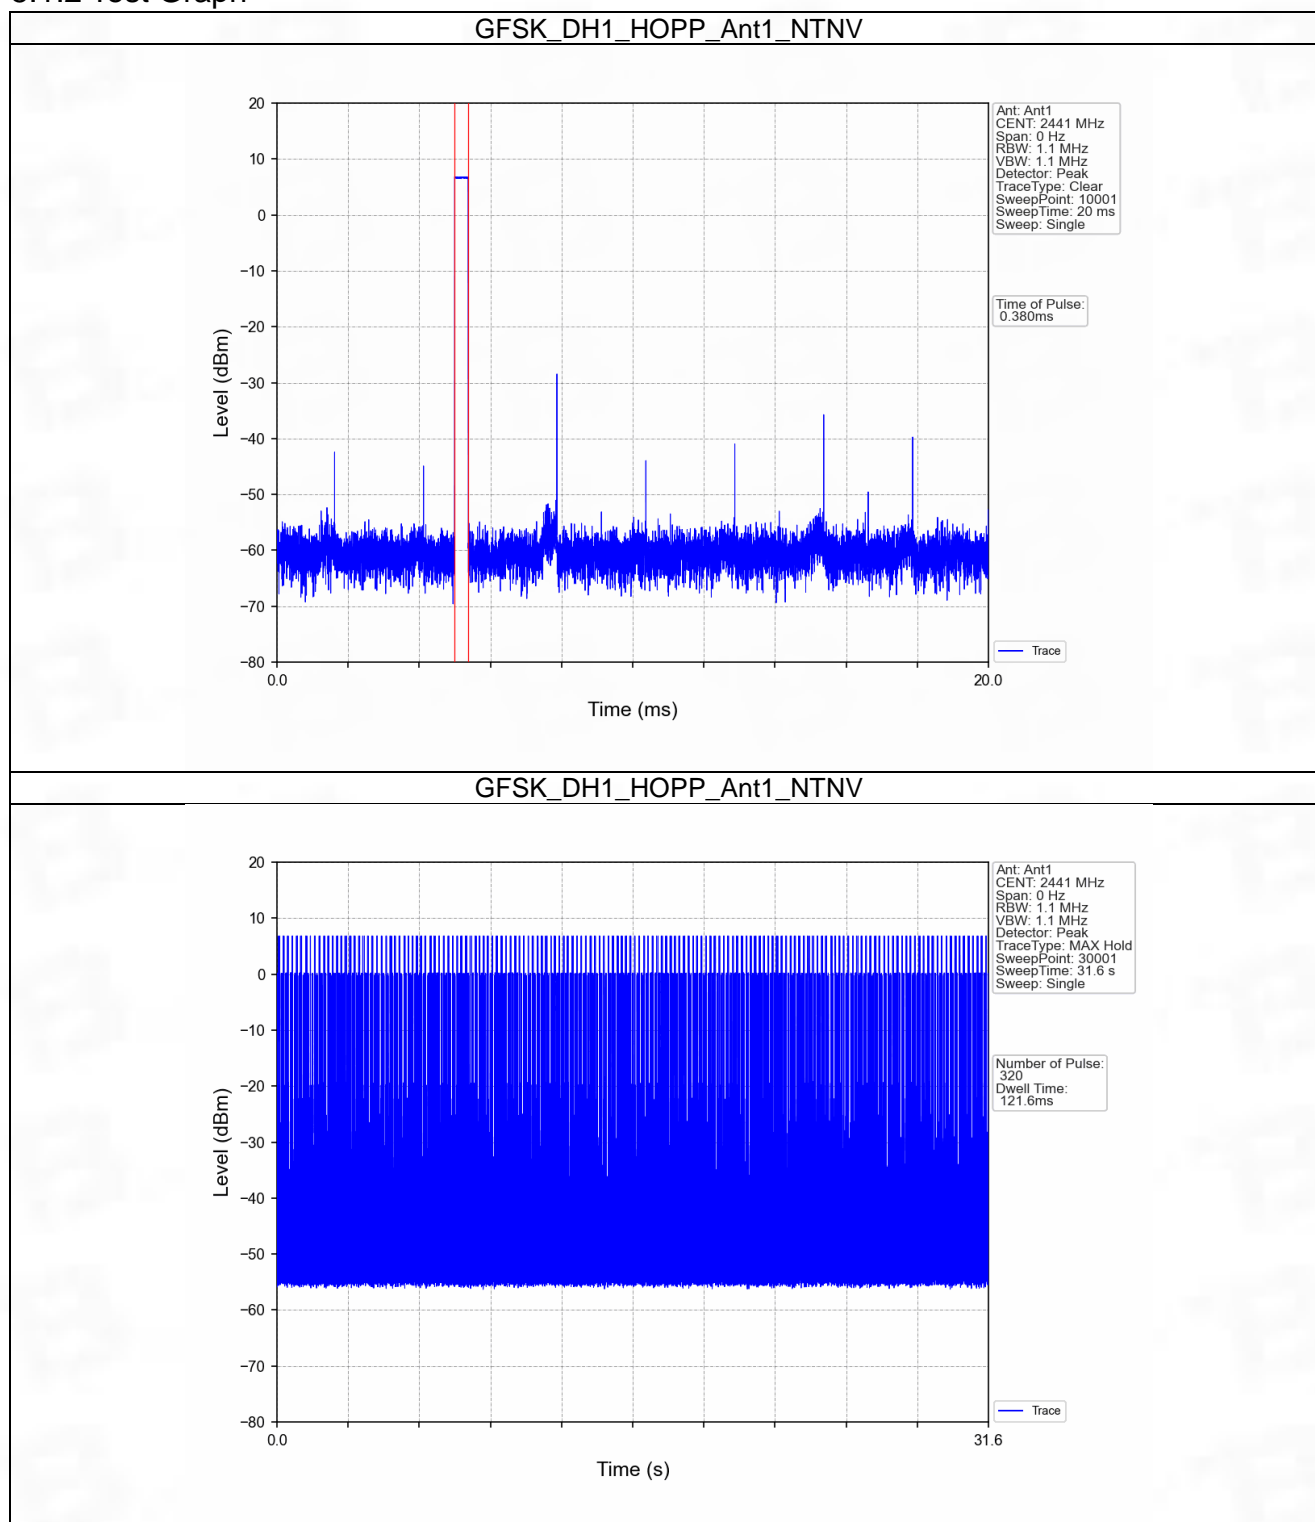 GFSK_DH1_HOPP_Ant1_NTNV
20
10
0
−10
−20
−30
−40
−50
−60
−70
−80
Level (dBm)
0.0
20.0
Time (ms)
Ant: Ant1
CENT: 2441 MHz
Span: 0 Hz
RBW: 1.1 MHz
VBW: 1.1 MHz
Detector: Peak
TraceType: Clear
SweepPoint: 10001
SweepTime: 20 ms
Sweep: Single
Time of Pulse:
0.380ms
Trace
GFSK_DH1_HOPP_Ant1_NTNV
20
10
0
−10
−20
−30
−40
−50
−60
−70
−80
Level (dBm)
0.0
31.6
Time (s)
Ant: Ant1
CENT: 2441 MHz
Span: 0 Hz
RBW: 1.1 MHz
VBW: 1.1 MHz
Detector: Peak
TraceType: MAX Hold
SweepPoint: 30001
SweepTime: 31.6 s
Sweep: Single
Number of Pulse:
320
Dwell Time:
121.6ms
Trace